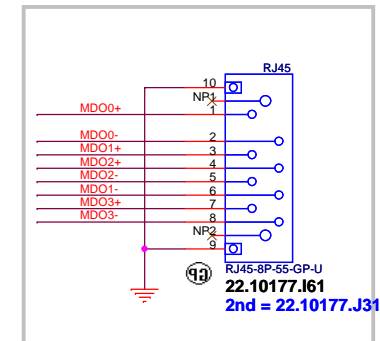 RJ45
10
NP1
MDO0+ 1
MDO0- 2
MDO1+ 3
MDO2+ 4
MDO2- 5
MDO1- 6
MDO3+ 7
MDO3- 8
NP2
9
GP
RJ45-8P-55-GP-U
22.10177.I61
2nd = 22.10177.J31